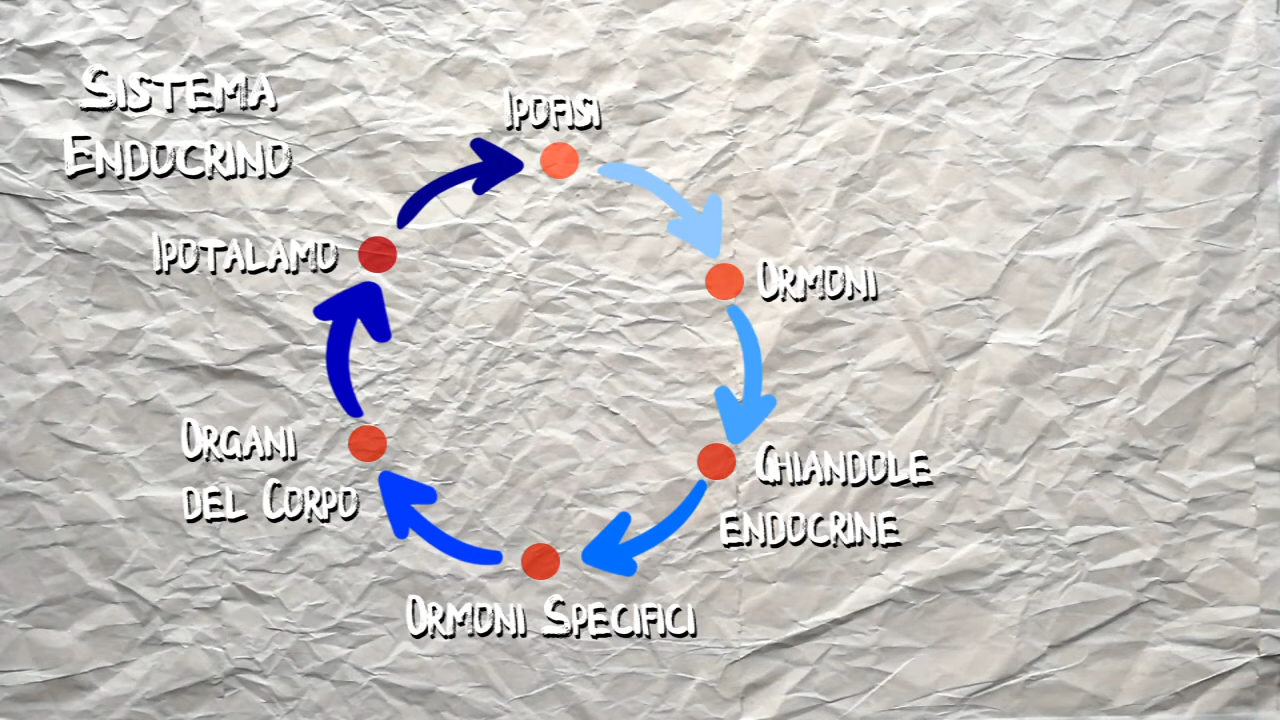 Sistema
Endocrino
Ipofisi
Ipotalamo
Ormoni
Organi
del Corpo
Ghiandole
endocrine
Ormoni Specifici